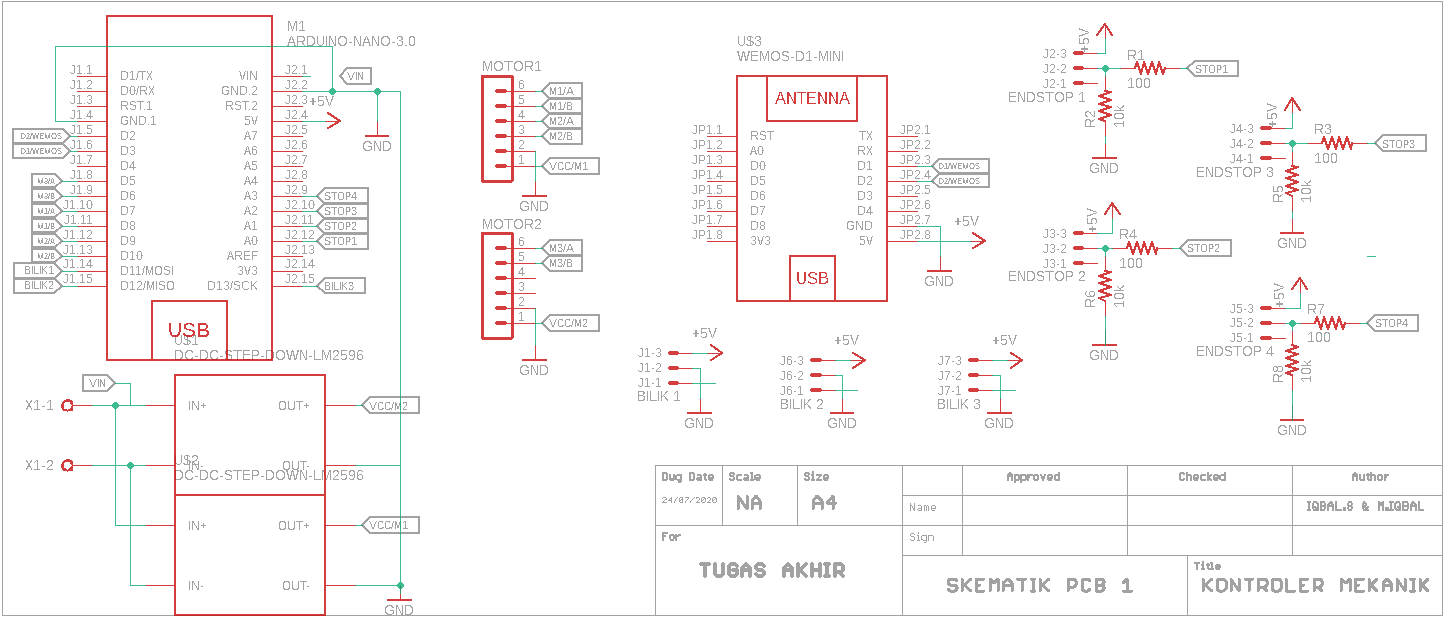 M1
ARDUINO-NANO-3.0
J1.1 D1/TX VIN J2.1 VIN
J1.2 D0/RX GND.2 J2.2
J1.3 RST.1 RST.2 J2.3 +5V
J1.4 GND.1 5V J2.4
D2/WEMOS J1.5 D2 A7 J2.5
D1/WEMOS J1.6 D3 A6 J2.6
J1.7 D4 A5 J2.7
M3/A J1.8 D5 A4 J2.8
M3/B J1.9 D6 A3 J2.9 STOP4
M1/A J1.10 D7 A2 J2.10 STOP3
M1/B J1.11 D8 A1 J2.11 STOP2
M2/A J1.12 D9 A0 J2.12 STOP1
M2/B J1.13 D10 AREF J2.13
BILIK1 J1.14 D11/MOSI 3V3 J2.14
BILIK2 J1.15 D12/MISO D13/SCK J2.15 BILIK3
USB
GND
U$1
DC-DC-STEP-DOWN-LM2596
VIN
X1-1 IN+ OUT+ VCC/M2
X1-2 IN- OUT-
U$2
DC-DC-STEP-DOWN-LM2596
IN+ OUT+ VCC/M1
IN- OUT-
GND
MOTOR1
6 M1/A
5 M1/B
4 M2/A
3 M2/B
2
1 VCC/M1
GND
MOTOR2
6 M3/A
5 M3/B
4
3
2
1 VCC/M2
GND
U$3
WEMOS-D1-MINI
ANTENNA
JP1.1 RST TX JP2.1
JP1.2 A0 RX JP2.2
JP1.3 D0 D1 JP2.3 D1/WEMOS
JP1.4 D5 D2 JP2.4 D2/WEMOS
JP1.5 D6 D3 JP2.5
JP1.6 D7 D4 JP2.6
JP1.7 D8 GND JP2.7 +5V
JP1.8 3V3 5V JP2.8
USB
GND
+5V
J1-3
J1-2
J1-1
BILIK 1
GND
+5V
J6-3
J6-2
J6-1
BILIK 2
GND
+5V
J7-3
J7-2
J7-1
BILIK 3
GND
+5V
J2-3 R1
J2-2 STOP1
J2-1 100
ENDSTOP 1
R2 10k
GND
+5V
J4-3 R3
J4-2 STOP3
J4-1 100
ENDSTOP 3
R5 10k
GND
+5V
J3-3 R4
J3-2 STOP2
J3-1 100
ENDSTOP 2
R6 10k
GND
+5V
J5-3 R7
J5-2 STOP4
J5-1 100
ENDSTOP 4
R8 10k
GND
Dwg Date Scale Size Approved Checked Author
24/07/2020 NA A4
Name IQBAL.S & M.IQBAL
For Sign
TUGAS AKHIR
SKEMATIK PCB 1
Title
KONTROLER MEKANIK